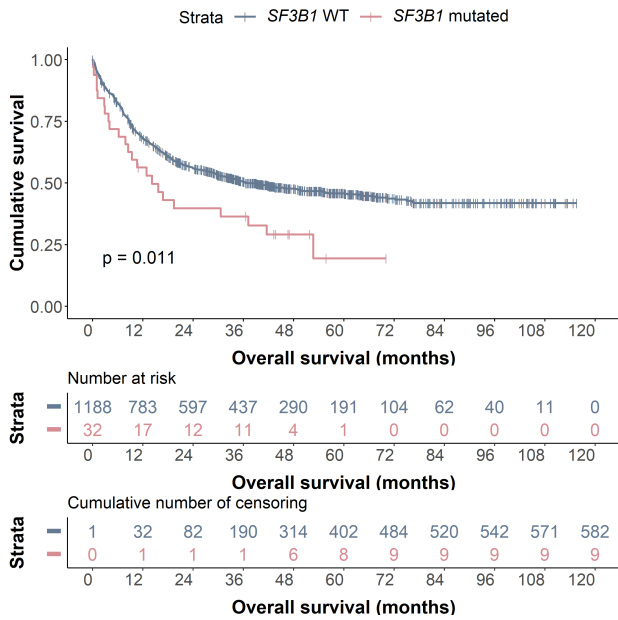 Strata SF3B1 WT SF3B1 mutated
Cumulative survival
1.00
0.75
0.50
0.25
0.00
p = 0.011
0 12 24 36 48 60 72 84 96 108 120
Overall survival (months)
Number at risk
Strata
1188 783 597 437 290 191 104 62 40 11 0
32 17 12 11 4 1 0 0 0 0 0
0 12 24 36 48 60 72 84 96 108 120
Overall survival (months)
Cumulative number of censoring
Strata
1 32 82 190 314 402 484 520 542 571 582
0 1 1 1 6 8 9 9 9 9 9
0 12 24 36 48 60 72 84 96 108 120
Overall survival (months)